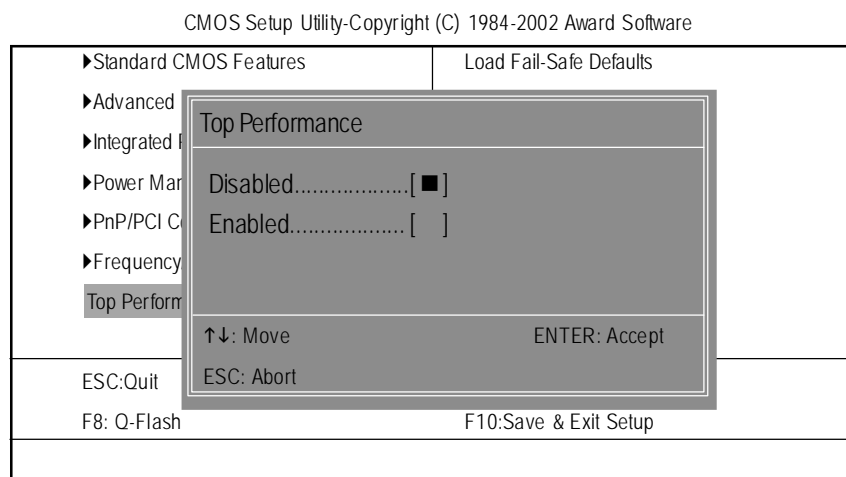 CMOS Setup Utility-Copyright (C) 1984-2002 Award Software
▶Standard CMOS Features
Load Fail-Safe Defaults
▶Advanced
▶Integrated
▶Power
▶PnP/PCI
▶Frequency
Top
Top Performance
Disabled...................[■]
Enabled...................[ ]
↑↓: Move
ENTER: Accept
ESC: Abort
ESC:Quit
F8: Q-Flash
F10:Save & Exit Setup